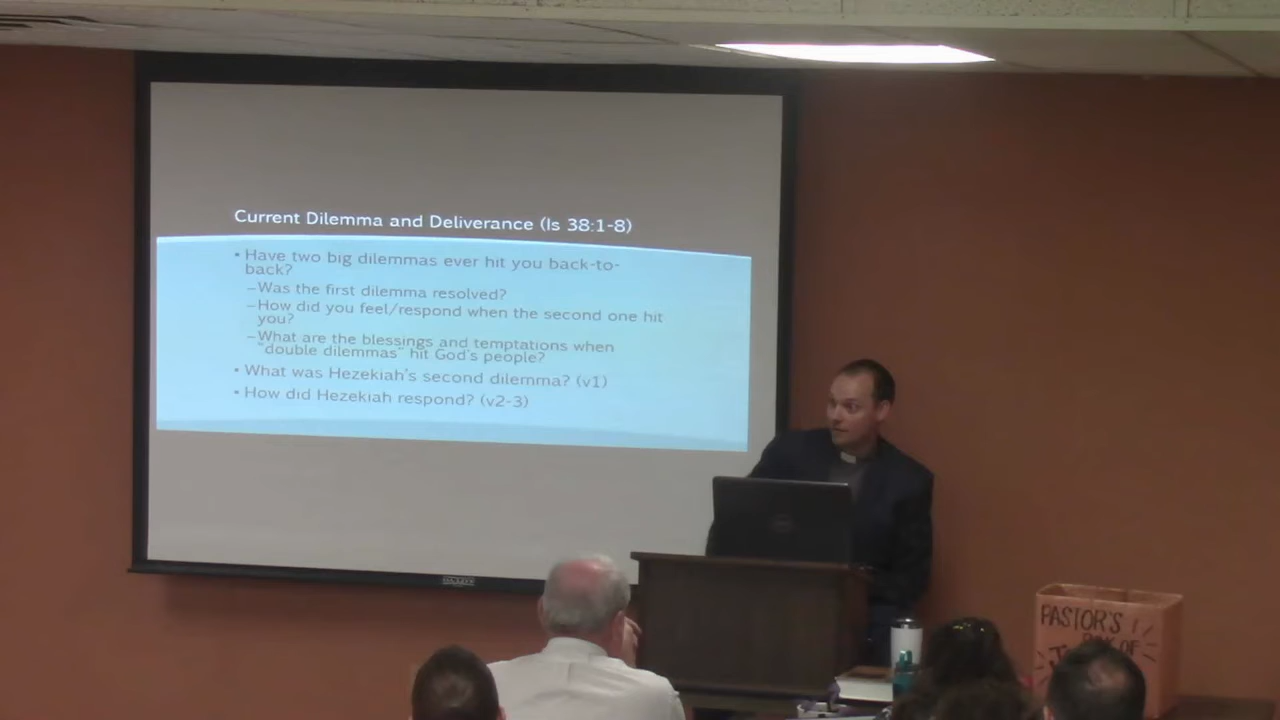 Current Dilemma and Deliverance (Is 38:1-8)
• Have two big dilemmas ever hit you back-to-
back?
–Was the first dilemma resolved?
–How did you feel/respond when the second one hit
you?
–What are the blessings and temptations when
"double dilemmas" hit God's people?
• What was Hezekiah's second dilemma? (v1)
• How did Hezekiah respond? (v2-3)
PASTOR'S
OF